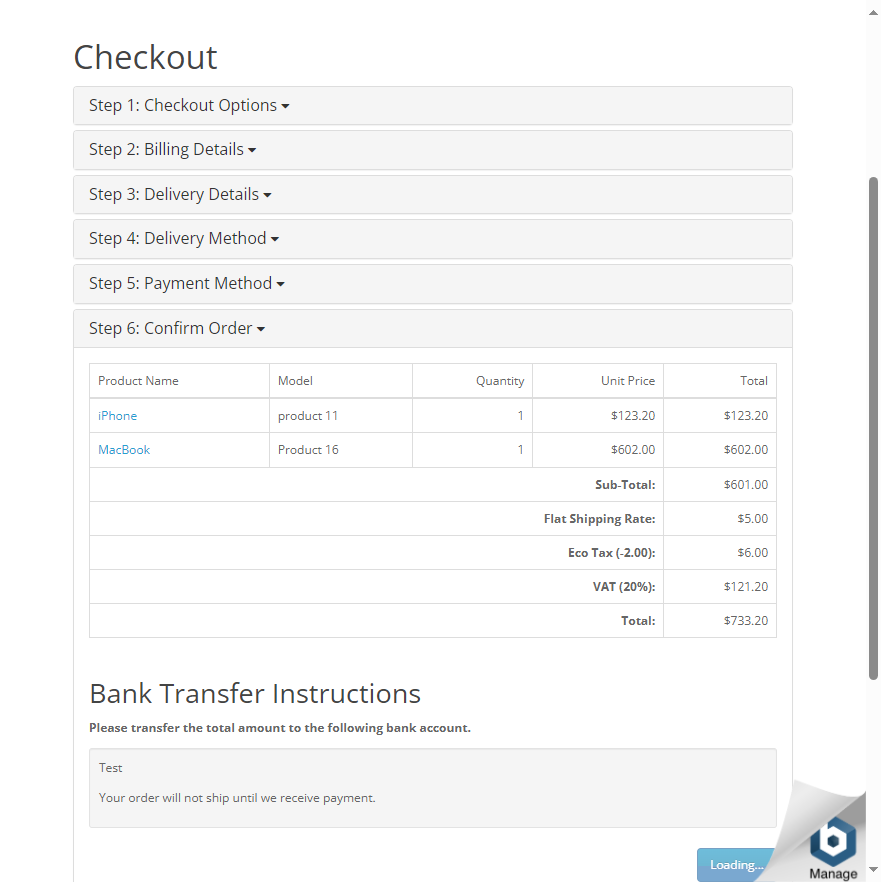 Checkout
Step 1: Checkout Options
Step 2: Billing Details
Step 3: Delivery Details
Step 4: Delivery Method
Step 5: Payment Method
Step 6: Confirm Order
Product Name Model Quantity Unit Price Total
iPhone product 11 1 $123.20 $123.20
MacBook Product 16 1 $602.00 $602.00
Sub-Total: $601.00
Flat Shipping Rate: $5.00
Eco Tax (-2.00): $6.00
VAT (20%): $121.20
Total: $733.20
Bank Transfer Instructions
Please transfer the total amount to the following bank account.
Test
Your order will not ship until we receive payment.
Loading...
Manage